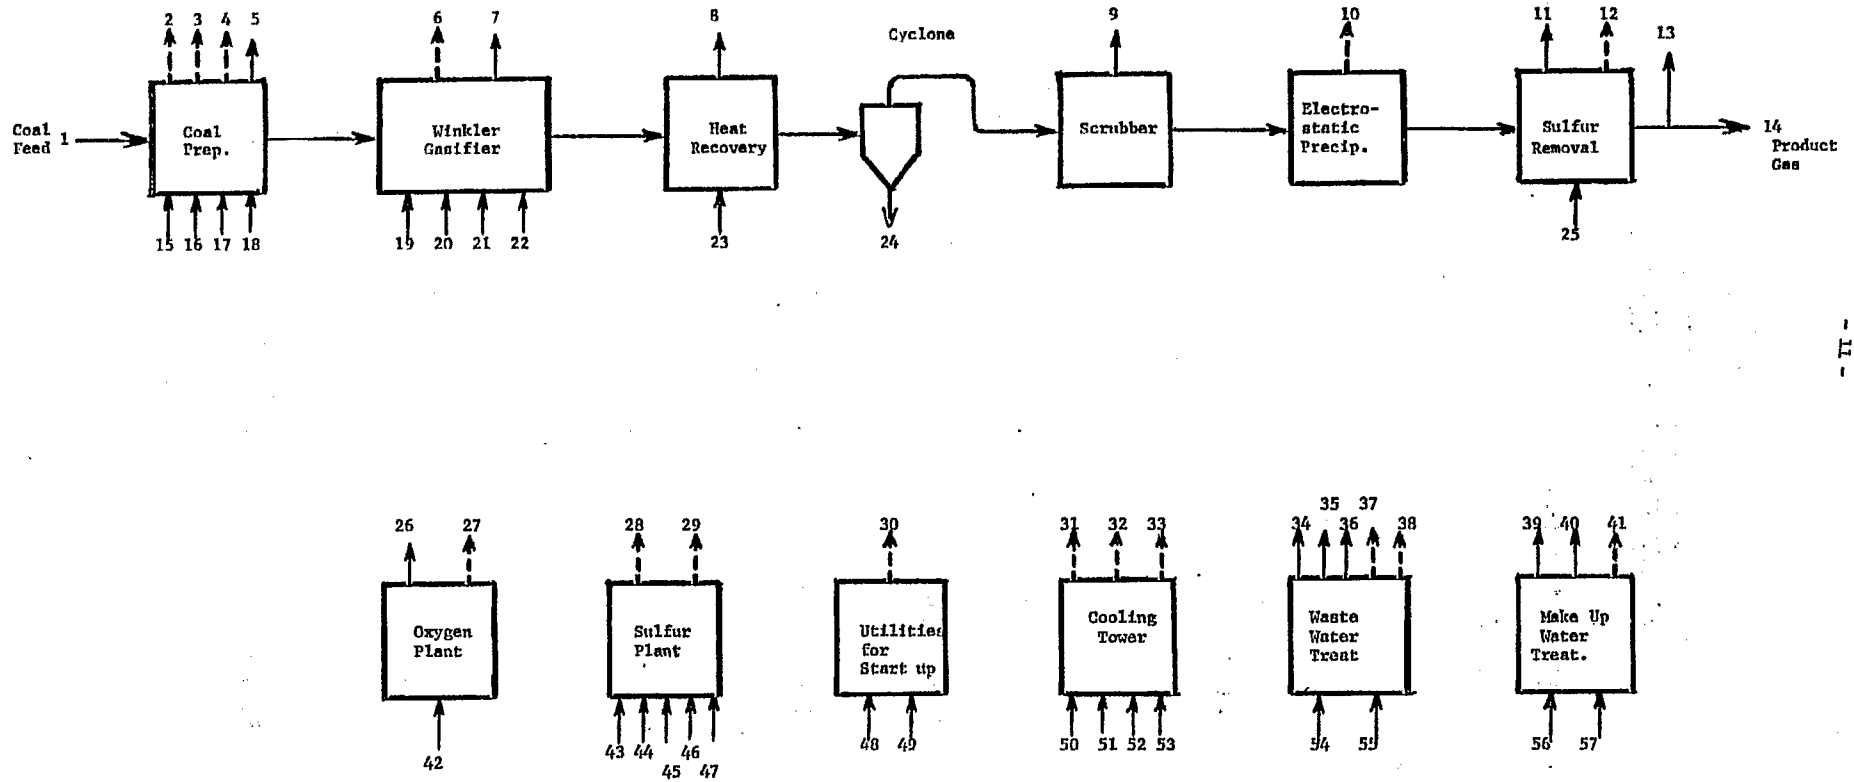 2 3 4 5 6 7 8 9 10 11 12 13
Cyclone
Coal
Feed 1
Coal
Prep.
Winkler
Gasifier
Heat
Recovery
Scrubber
Electro-
static
Precip.
Sulfur
Removal
14
Product
Gas
15 16 17 18 19 20 21 22 23 24 25
- 11 -
26 27 28 29 30 31 32 33 34 35 36 37 38 39 40 41
Oxygen
Plant
Sulfur
Plant
Utilities
for
Start up
Cooling
Tower
Waste
Water
Treat
Make Up
Water
Treat.
42 43 44 45 46 47 48 49 50 51 52 53 54 55 56 57